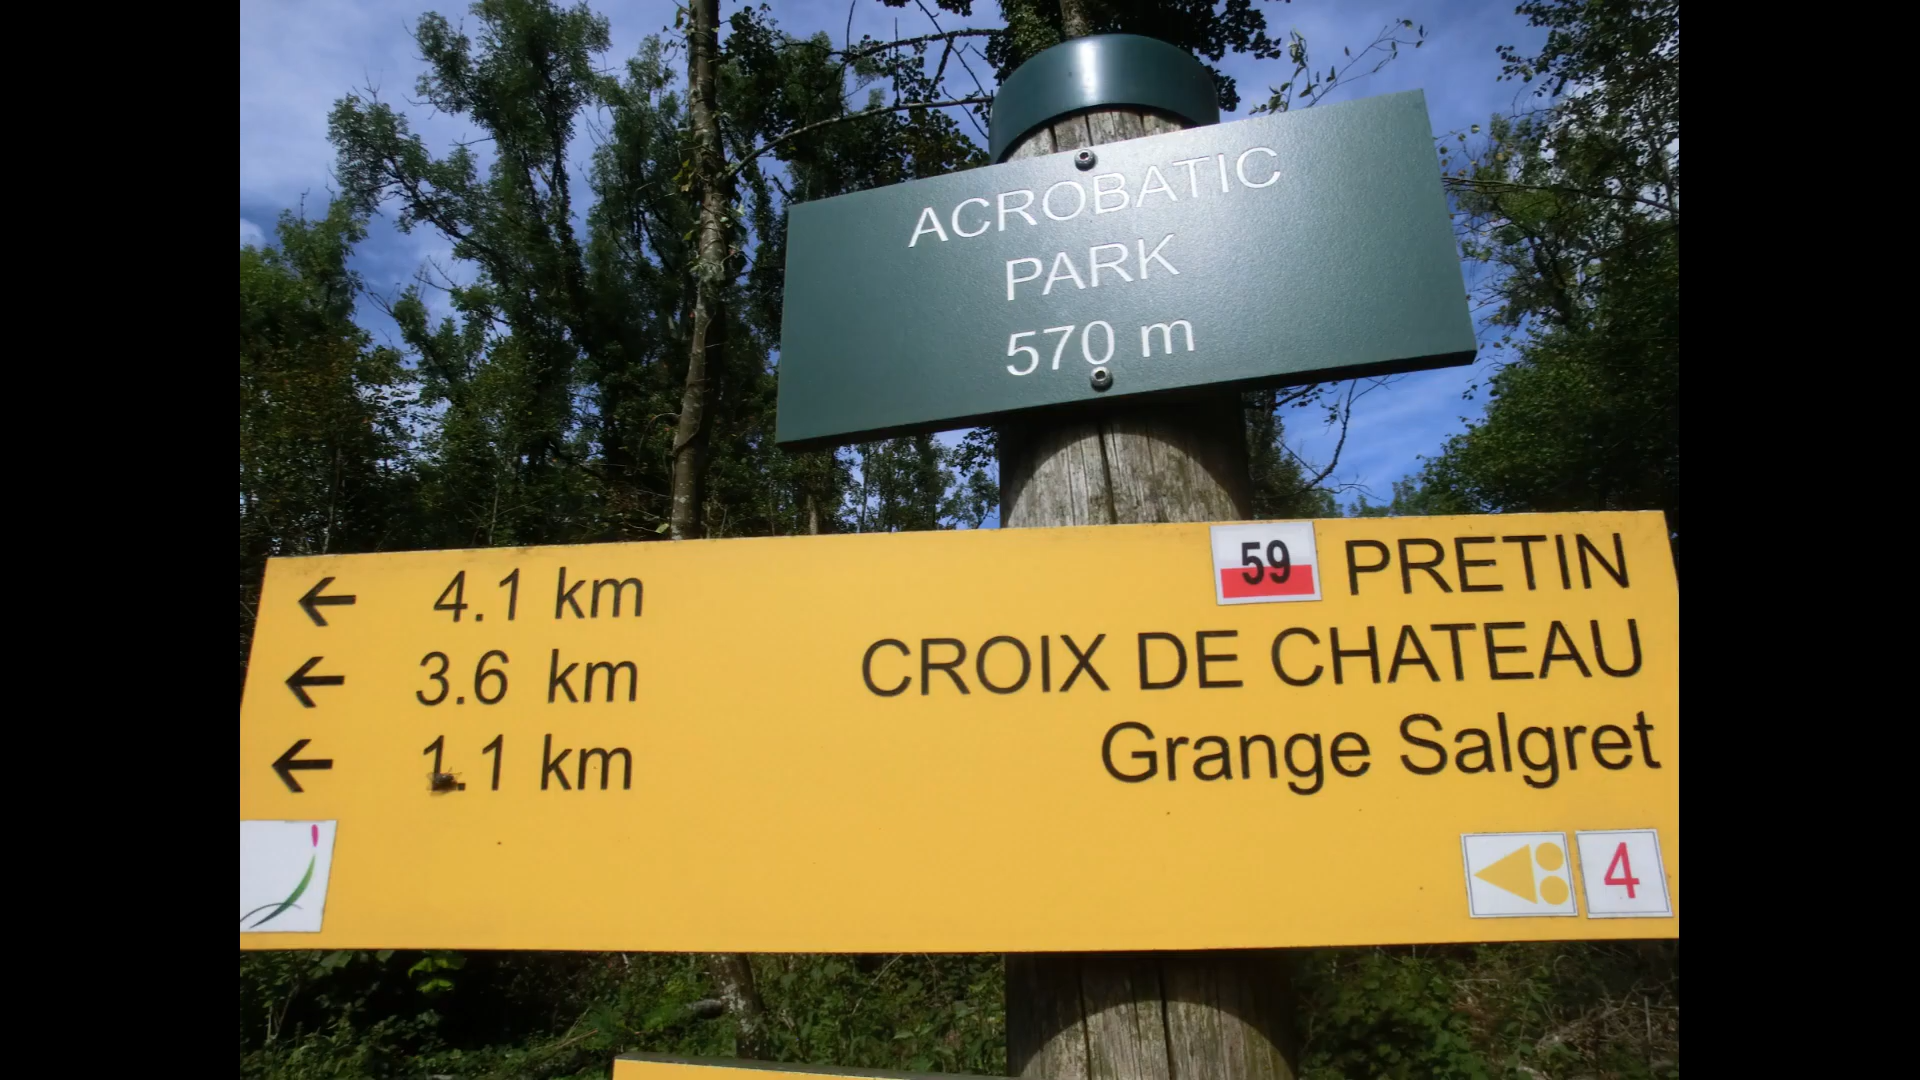 ACROBATIC
PARK
570 m
← 4.1 km 59 PRETIN
← 3.6 km CROIX DE CHATEAU
← 1.1 km Grange Salgret
4